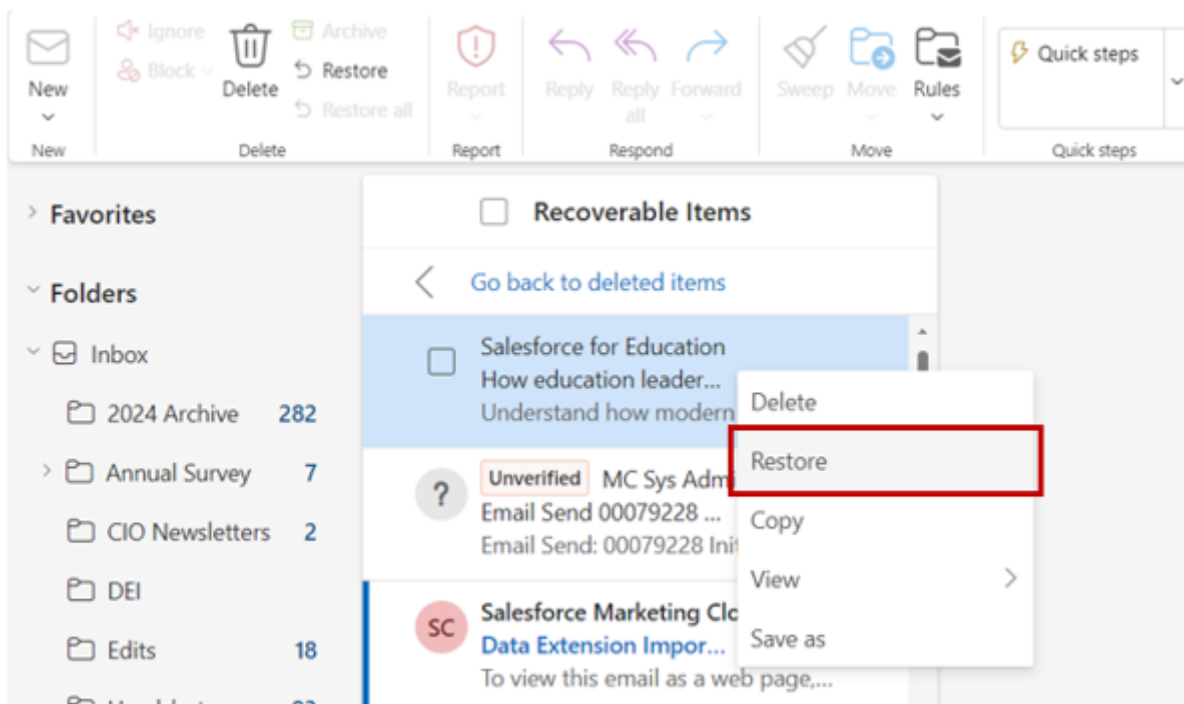 New
Ignore
Block
Delete
Archive
Restore
Restore all
Report
Reply
Reply all
Forward
Sweep
Move
Rules
Quick steps
New
Delete
Report
Respond
Move
Quick steps
Favorites
Folders
Inbox
2024 Archive 282
Annual Survey 7
CIO Newsletters 2
DEI
Edits 18
Recoverable Items
Go back to deleted items
Salesforce for Education
How education leader...
Understand how modern
? Unverified MC Sys Adm
Email Send 00079228 ...
Email Send: 00079228
SC Salesforce Marketing
Data Extension Impor...
To view this email as a web page,...
Delete
Restore
Copy
View
Save as